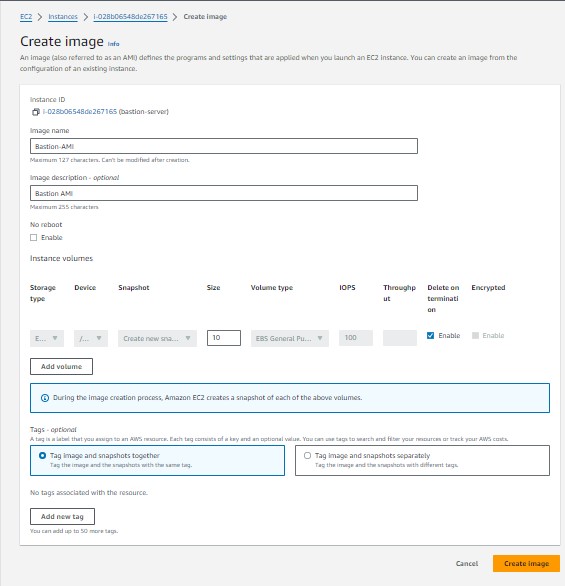 EC2 > Instances > i-028b06548de267165 > Create image
Create image Info
An image (also referred to as an AMI) defines the programs and settings that are applied when you launch an EC2 instance. You can create an image from the
configuration of an existing instance.
Instance ID
i-028b06548de267165 (bastion-server)
Image name
Bastion-AMI
Maximum 127 characters. Can't be modified after creation.
Image description - optional
Bastion AMI
Maximum 255 characters
No reboot
Enable
Instance volumes
Storage type Device Snapshot Size Volume type IOPS Throughput Delete on termination Encrypted
E... /... Create new sna... 10 EBS General Pu... 100 Enable Enable
Add volume
During the image creation process, Amazon EC2 creates a snapshot of each of the above volumes.
Tags - optional
A tag is a label that you assign to an AWS resource. Each tag consists of a key and an optional value. You can use tags to search and filter your resources or track your AWS costs.
Tag image and snapshots together
Tag the image and the snapshots with the same tag.
Tag image and snapshots separately
Tag the image and the snapshots with different tags.
No tags associated with the resource.
Add new tag
You can add up to 50 more tags.
Cancel Create image